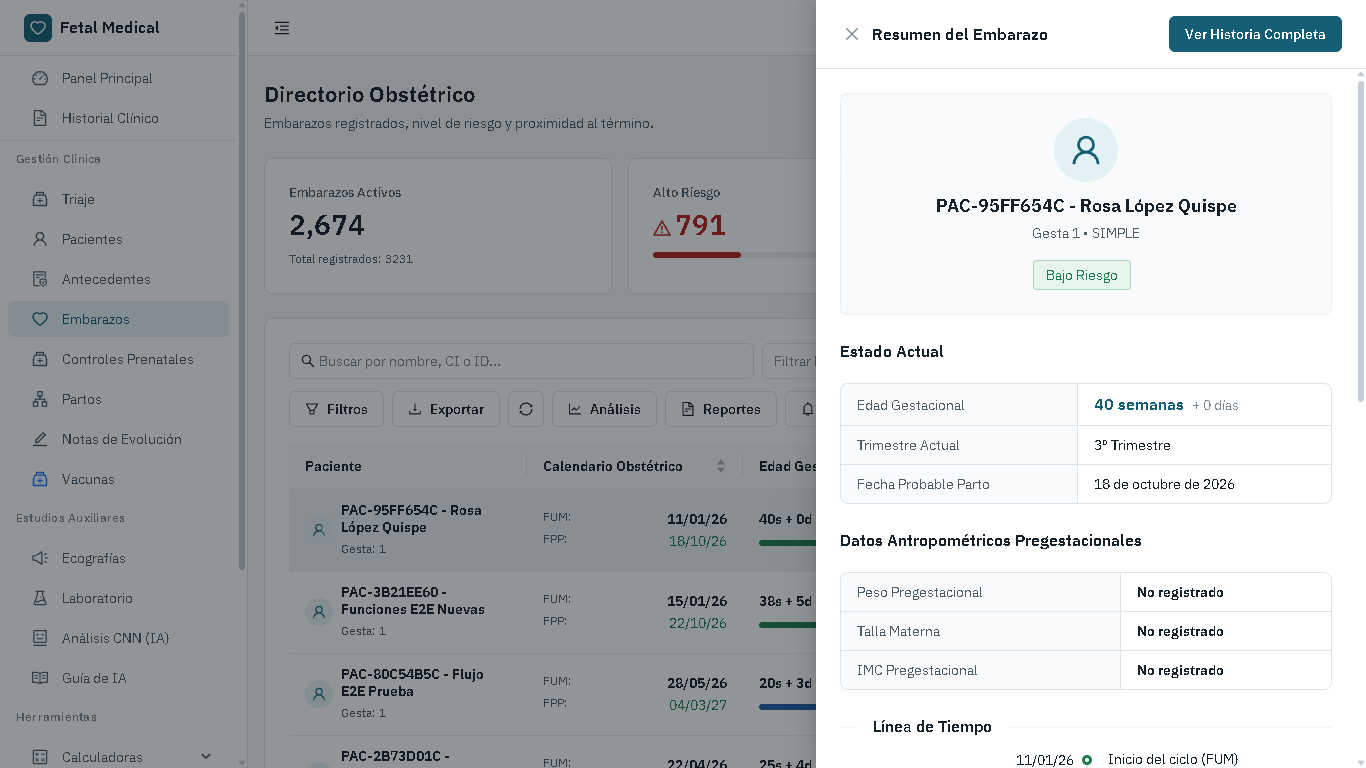 Fetal Medical
Panel Principal
Historial Clínico
Gestión Clínica
Triaje
Pacientes
Antecedentes
Embarazos
Controles Prenatales
Partos
Notas de Evolución
Vacunas
Estudios Auxiliares
Ecografías
Laboratorio
Análisis CNN (IA)
Guía de IA
Herramientas
Calculadoras
Directorio Obstétrico
Embarazos registrados, nivel de riesgo y proximidad al término.
Embarazos Activos
2,674
Total registrados: 3231
Alto Riesgo
791
Buscar por nombre, CI o ID...
Filtrar
Filtros
Exportar
Análisis
Reportes
Paciente
Calendario Obstétrico
Edad Ges
PAC-95FF654C - Rosa
López Quispe
Gesta: 1
FUM: 11/01/26
FPP: 18/10/26
40s + 0d
PAC-3B21EE60 -
Funciones E2E Nuevas
Gesta: 1
FUM: 15/01/26
FPP: 22/10/26
38s + 5d
PAC-80C54B5C - Flujo
E2E Prueba
Gesta: 1
FUM: 28/05/26
FPP: 04/03/27
20s + 3d
PAC-2B73D01C -
FUM: 22/04/26
25s + 4d
Resumen del Embarazo
Ver Historia Completa
PAC-95FF654C - Rosa López Quispe
Gesta 1 • SIMPLE
Bajo Riesgo
Estado Actual
Edad Gestacional 40 semanas + 0 días
Trimestre Actual 3º Trimestre
Fecha Probable Parto 18 de octubre de 2026
Datos Antropométricos Pregestacionales
Peso Pregestacional No registrado
Talla Materna No registrado
IMC Pregestacional No registrado
Línea de Tiempo
11/01/26 Inicio del ciclo (FUM)